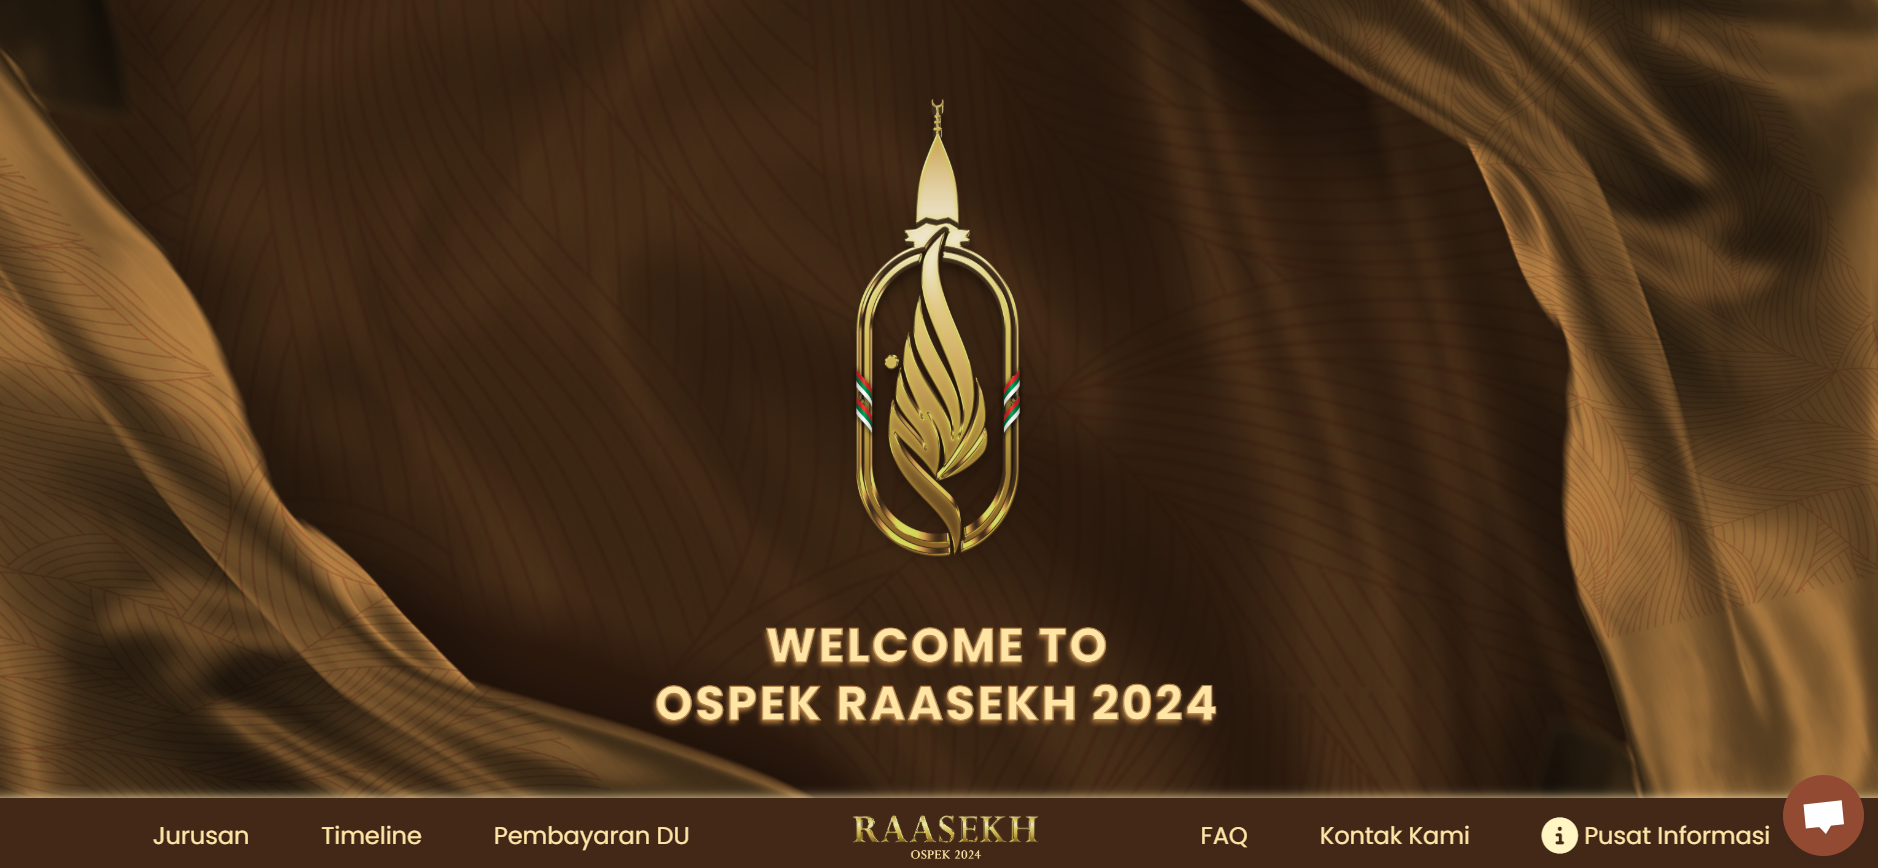 WELCOME TO
OSPEK RAASEKH 2024
Jurusan
Timeline
Pembayaran DU
RAASEKH
OSPEK 2024
FAQ
Kontak Kami
i Pusat Informasi